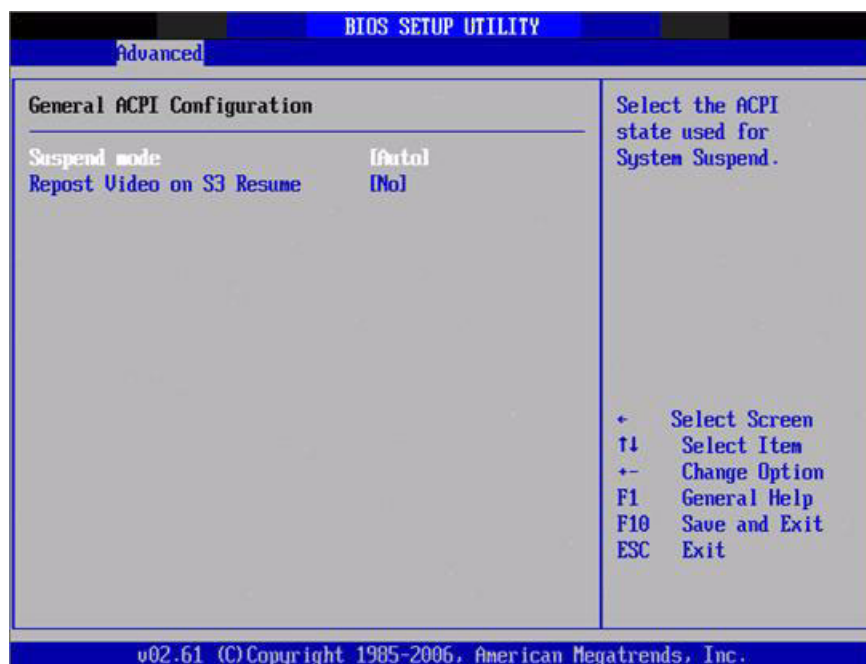 BIOS SETUP UTILITY
Advanced
General ACPI Configuration
Suspend mode [Auto]
Repost Video on S3 Resume [No]
Select the ACPI
state used for
System Suspend.
← Select Screen
↑↓ Select Item
+- Change Option
F1 General Help
F10 Save and Exit
ESC Exit
v02.61 (C)Copyright 1985-2006, American Megatrends, Inc.